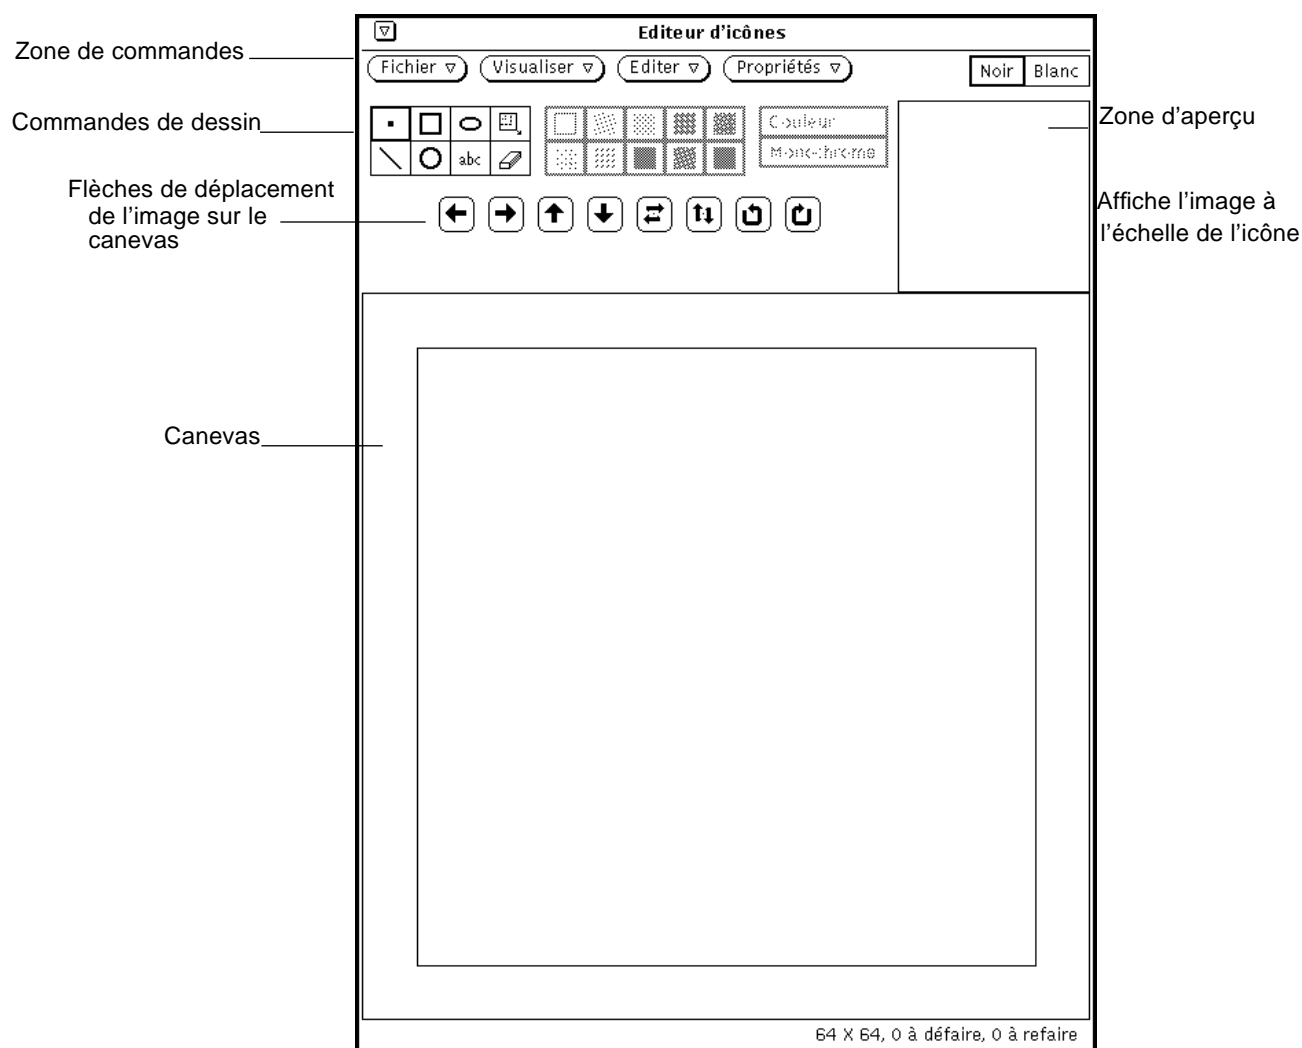 Editeur d'icônes
Zone de commandes
Fichier Visualiser Editer Propriétés Noir Blanc
Commandes de dessin
abc
Couleur
Monochrome
Zone d'aperçu
Flèches de déplacement
de l'image sur le
canevas
Affiche l'image à
l'échelle de l'icône
Canevas
64 X 64, 0 à défaire, 0 à refaire